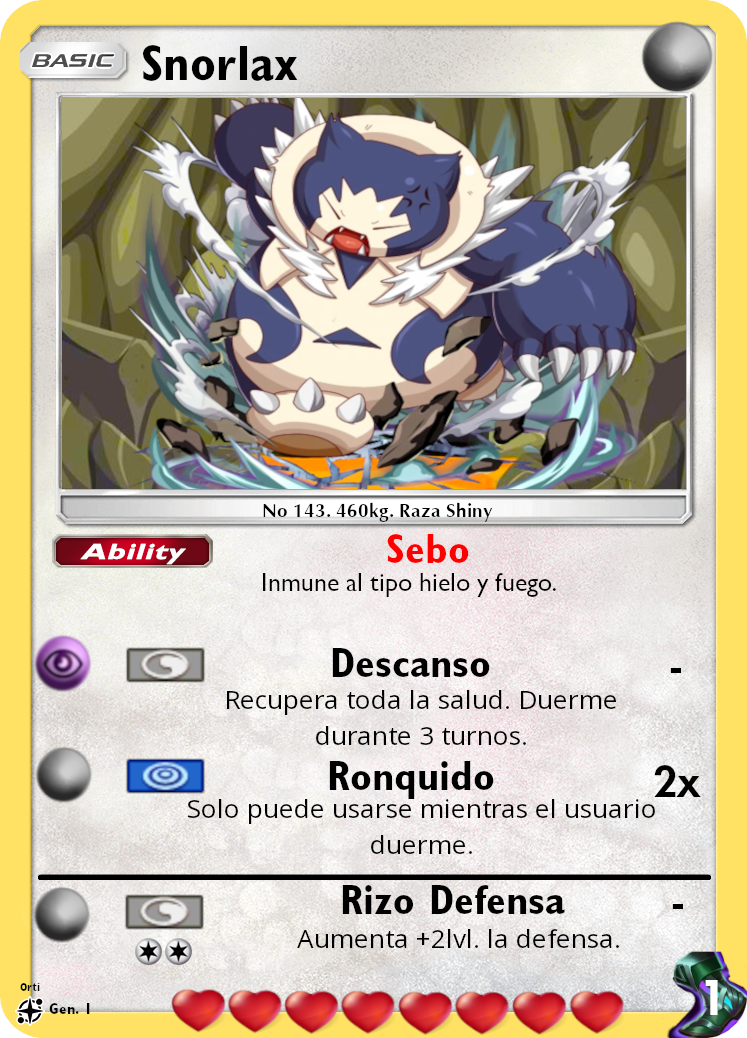 BASIC Snorlax
No 143. 460kg. Raza Shiny
Ability Sebo
Inmune al tipo hielo y fuego.
Descanso -
Recupera toda la salud. Duerme
durante 3 turnos.
Ronquido 2x
Solo puede usarse mientras el usuario
duerme.
Rizo Defensa -
Aumenta +2lvl. la defensa.
Orti
Gen. 1
1